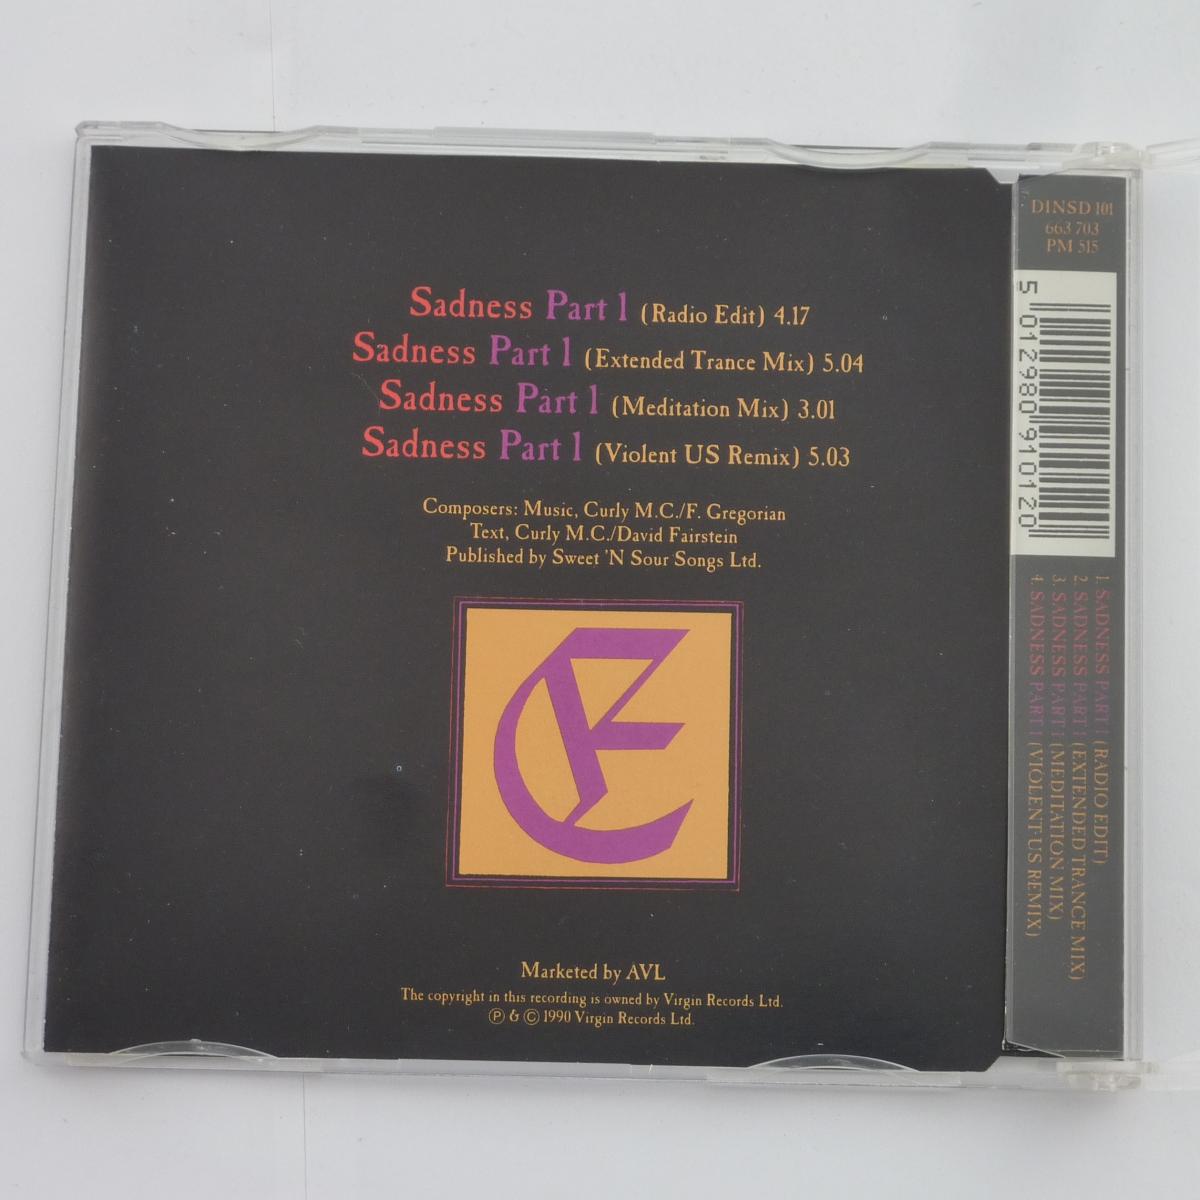 Sadness Part 1 (Radio Edit) 4.17
Sadness Part 1 (Extended Trance Mix) 5.04
Sadness Part 1 (Meditation Mix) 3.01
Sadness Part 1 (Violent US Remix) 5.03
Composers: Music, Curly M.C./F. Gregorian
Text, Curly M.C./David Fairstein
Published by Sweet 'N Sour Songs Ltd.
E
Marketed by AVL
The copyright in this recording is owned by Virgin Records Ltd.
℗ & © 1990 Virgin Records Ltd.
DINSD 101
663 703
PM 515
5 012980 910120
1. SADNESS PART 1 (RADIO EDIT)
2. SADNESS PART 1 (EXTENDED TRANCE MIX)
3. SADNESS PART 1 (MEDITATION MIX)
4. SADNESS PART 1 (VIOLENT US REMIX)